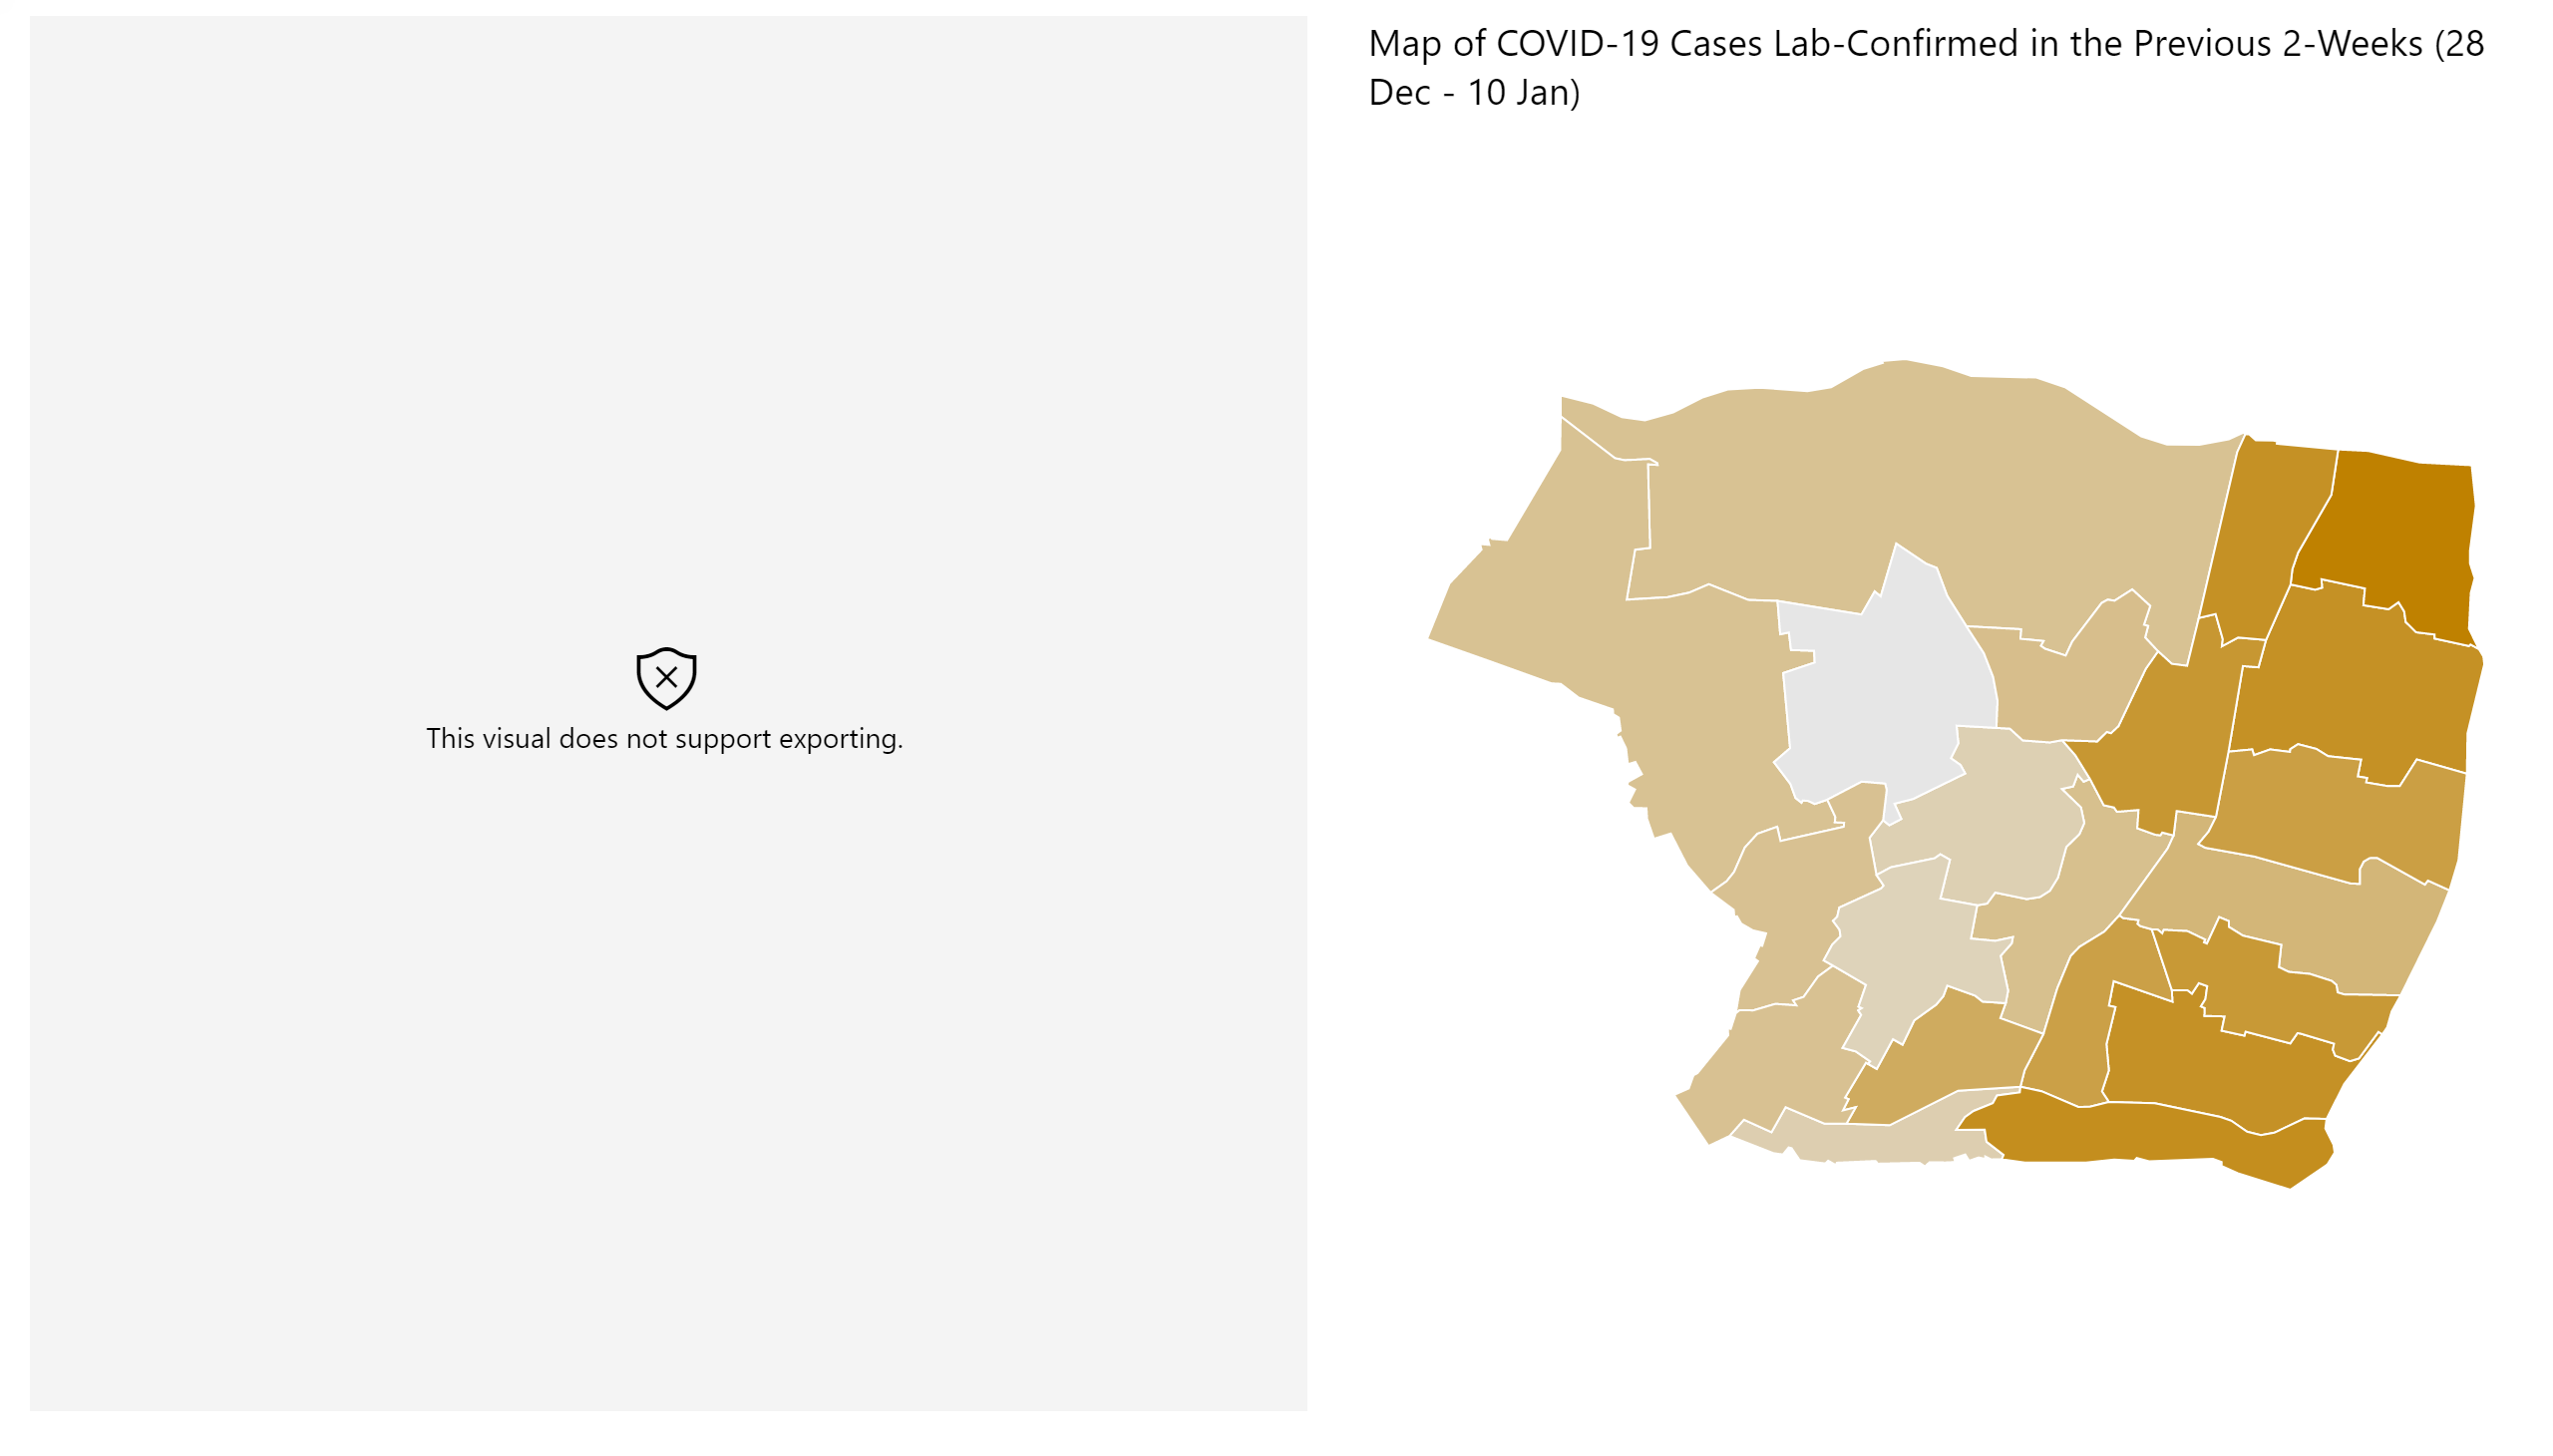 This visual does not support exporting.
Map of COVID-19 Cases Lab-Confirmed in the Previous 2-Weeks (28
Dec - 10 Jan)